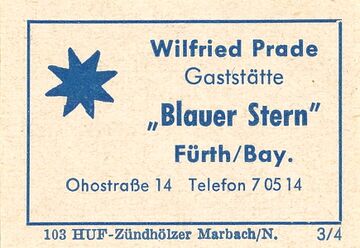 Wilfried Prade
Gaststätte
„Blauer Stern”
Fürth/Bay.
Ohostraße 14 Telefon 7 05 14
103 HUF-Zündhölzer Marbach/N. 3/4